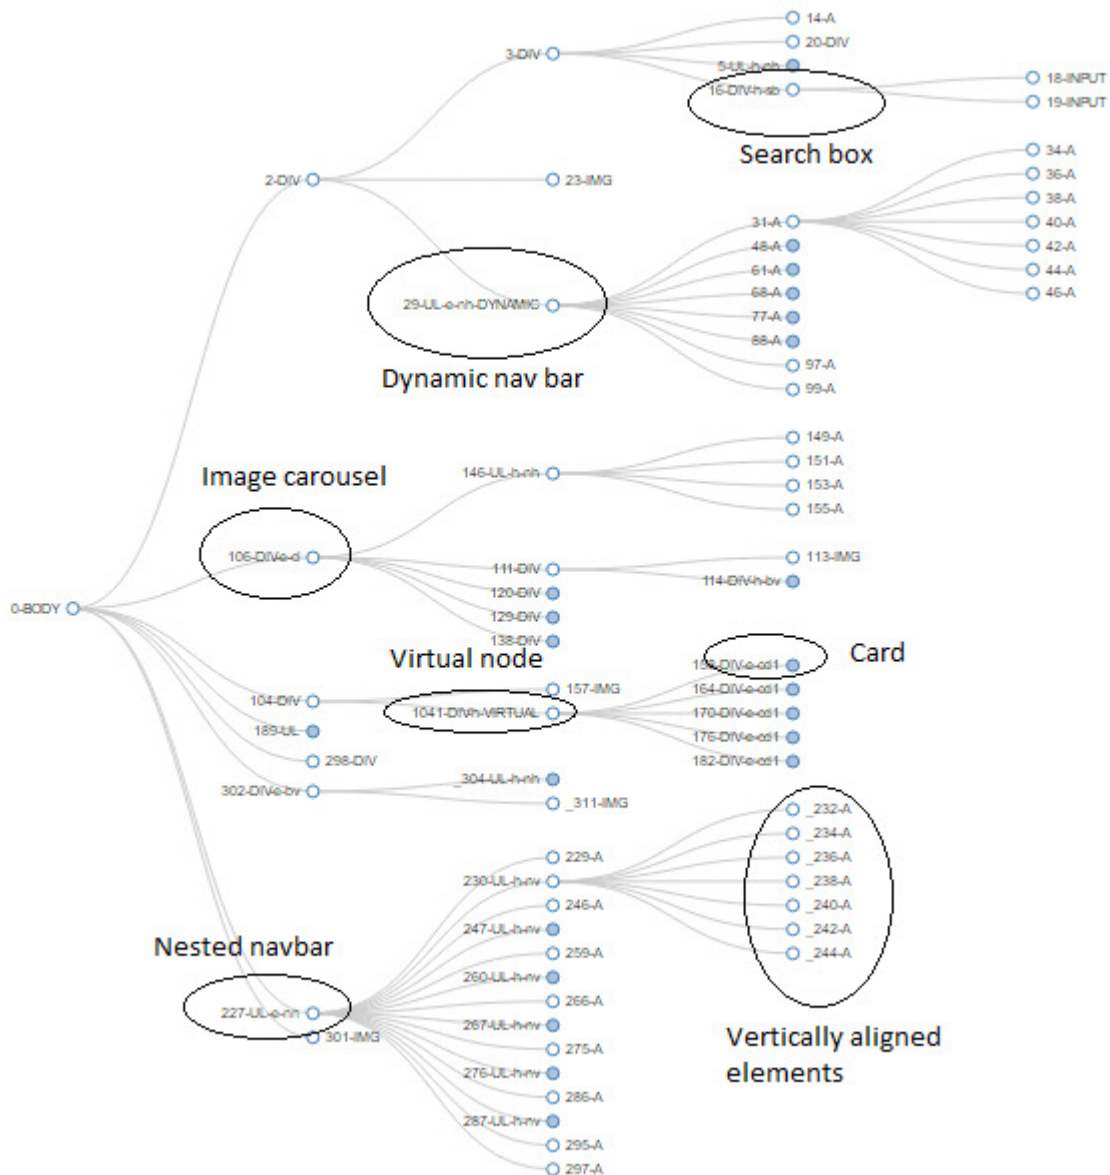 14-A
3-DIV
20-DIV
5-UL-h-nh
16-DIV-h-sb
18-INPUT
19-INPUT
Search box
34-A
2-DIV
23-IMG
36-A
38-A
31-A
40-A
48-A
42-A
61-A
44-A
68-A
46-A
29-UL-e-nh-DYNAMIC
77-A
88-A
97-A
Dynamic nav bar
99-A
149-A
Image carousel
146-UL-h-nh
151-A
153-A
155-A
106-DIV-e-d
113-IMG
111-DIV
114-DIV-h-bv
120-DIV
0-BODY
129-DIV
138-DIV
Virtual node
Card
158-DIV-e-cd1
157-IMG
164-DIV-e-cd1
104-DIV
1041-DIV-h-VIRTUAL
170-DIV-e-cd1
189-UL
176-DIV-e-cd1
298-DIV
182-DIV-e-cd1
_304-UL-h-nh
302-DIV-e-bv
_311-IMG
_232-A
_234-A
229-A
_236-A
230-UL-h-nv
_238-A
246-A
_240-A
247-UL-h-nv
_242-A
Nested navbar
259-A
_244-A
260-UL-h-nv
266-A
227-UL-e-nh
267-UL-h-nv
301-IMG
Vertically aligned
elements
275-A
276-UL-h-nv
286-A
287-UL-h-nv
295-A
297-A